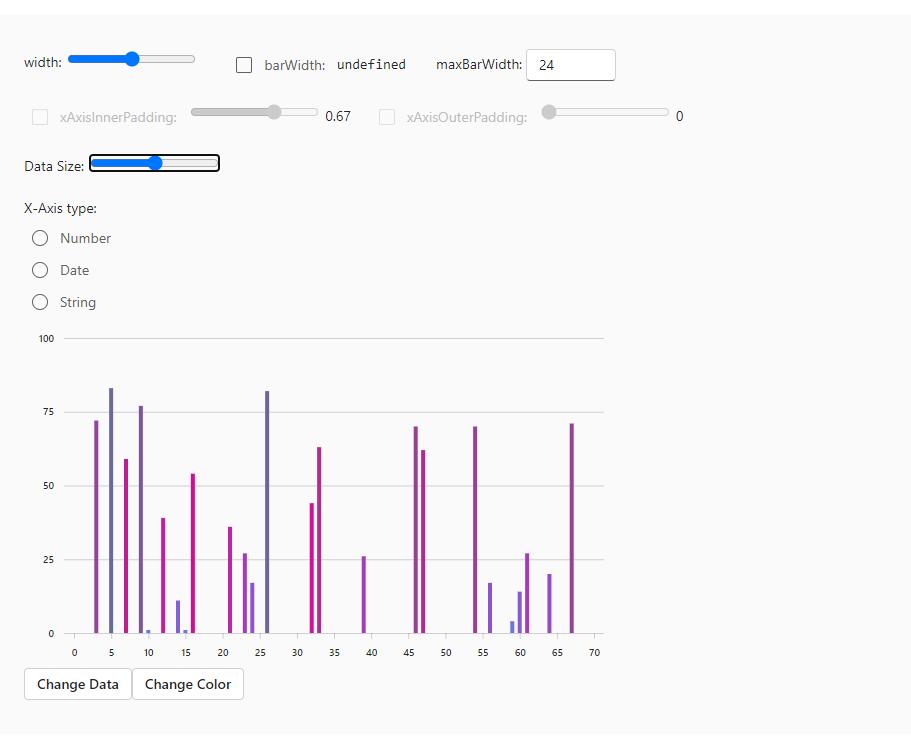 width:
barWidth: undefined maxBarWidth: 24
xAxisInnerPadding: 0.67 xAxisOuterPadding: 0
Data Size:
X-Axis type:
Number
Date
String
100
75
50
25
0
0 5 10 15 20 25 30 35 40 45 50 55 60 65 70
Change Data Change Color